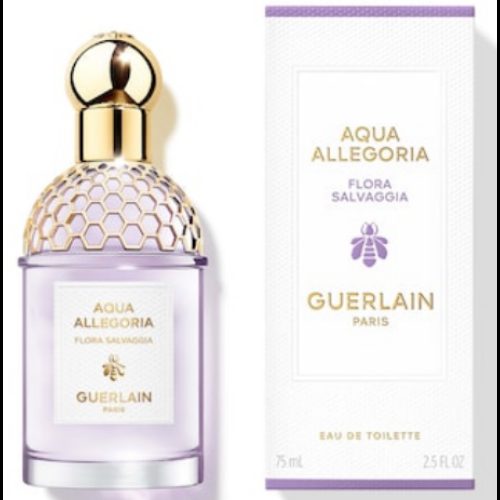 AQUA
ALLEGORIA
FLORA SALVAGGIA
GUERLAIN
PARIS
AQUA
ALLEGORIA
FLORA
SALVAGGIA
GUERLAIN
PARIS
EAU DE TOILETTE
75 mL 2.5 FL.OZ